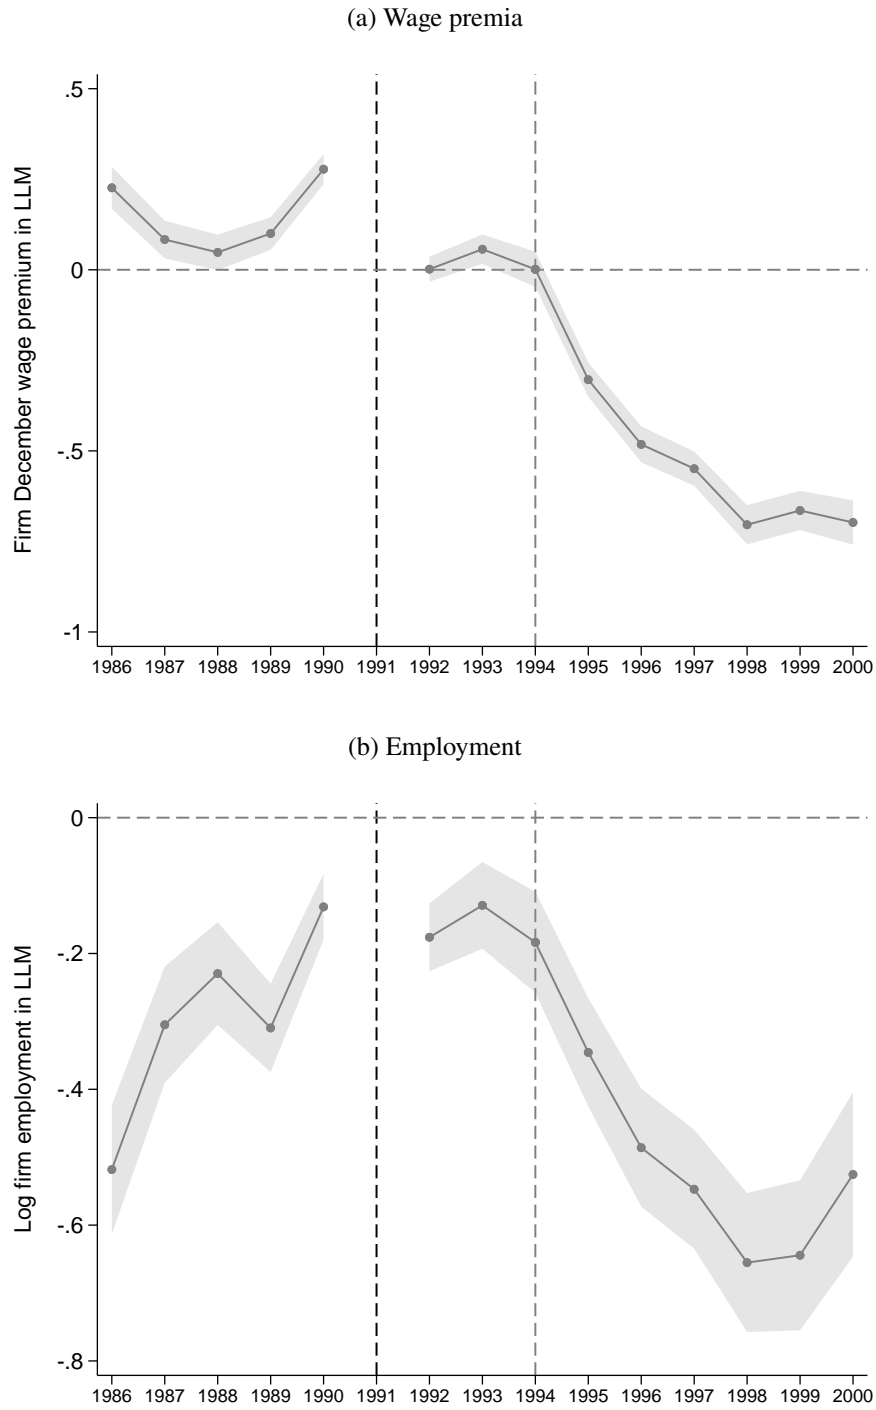 (a) Wage premia
Firm December wage premium in LLM
.5
0
-.5
-1
1986 1987 1988 1989 1990 1991 1992 1993 1994 1995 1996 1997 1998 1999 2000
(b) Employment
Log firm employment in LLM
0
-.2
-.4
-.6
-.8
1986 1987 1988 1989 1990 1991 1992 1993 1994 1995 1996 1997 1998 1999 2000